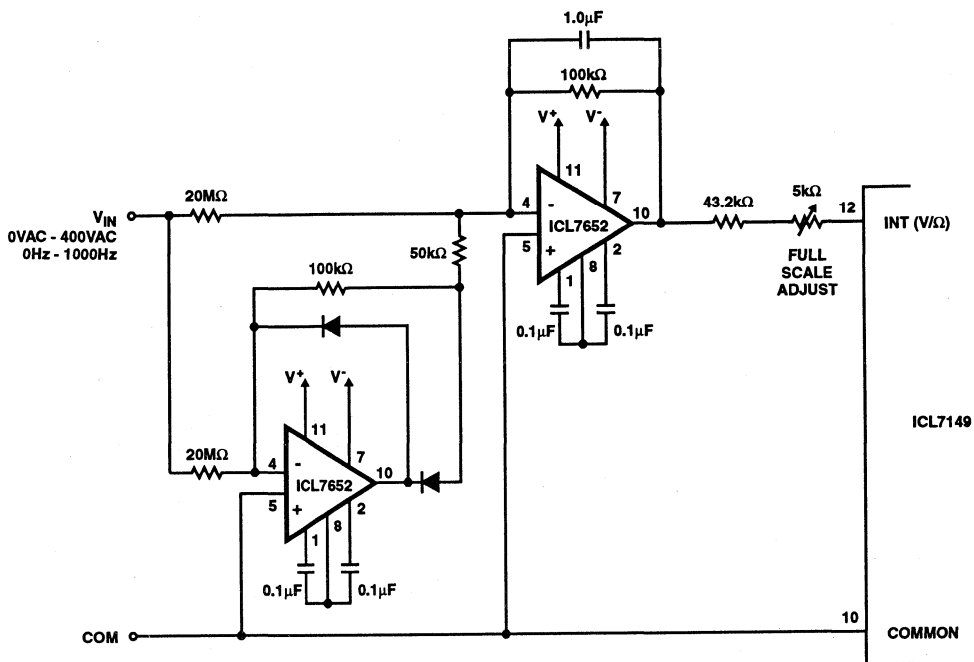 1.0µF
100kΩ
V+
V-
11
7
20MΩ
VIN
0VAC - 400VAC
0Hz - 1000Hz
4
-
ICL7652
10
5
+
1
8
2
0.1µF
0.1µF
43.2kΩ
5kΩ
FULL
SCALE
ADJUST
12
INT (V/Ω)
50kΩ
100kΩ
V+
V-
11
7
20MΩ
4
-
ICL7652
10
5
+
1
8
2
0.1µF
0.1µF
ICL7149
COM
10
COMMON